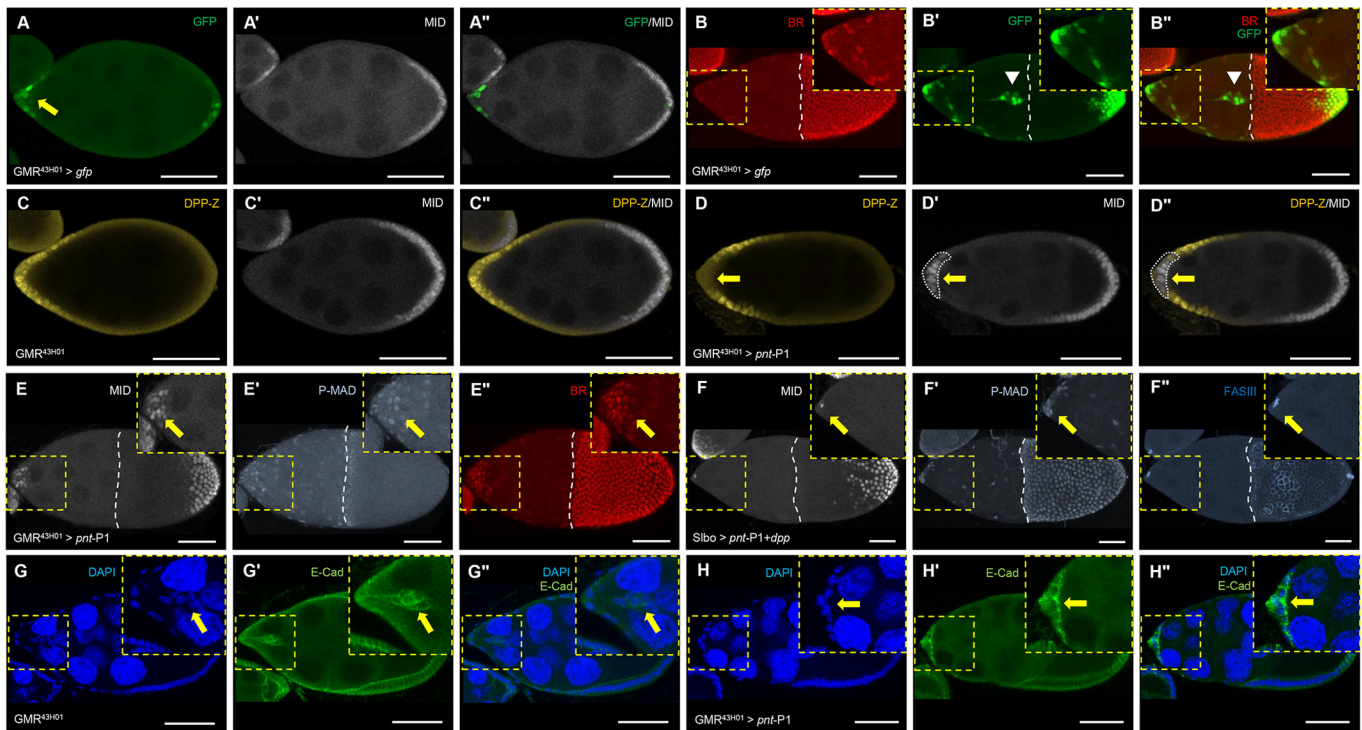 A GFP
A' MID
A" GFP/MID
B BR
B' GFP
B" BR
GFP
GMR43H01 > gfp
GMR43H01 > gfp
C DPP-Z
C' MID
C" DPP-Z/MID
D DPP-Z
D' MID
D" DPP-Z/MID
GMR43H01
GMR43H01 > pnt-P1
E MID
E' P-MAD
E" BR
F MID
F' P-MAD
F" FASIII
GMR43H01 > pnt-P1
Slbo > pnt-P1+dpp
G DAPI
G' E-Cad
G" DAPI
E-Cad
H DAPI
H' E-Cad
H" DAPI
E-Cad
GMR43H01
GMR43H01 > pnt-P1